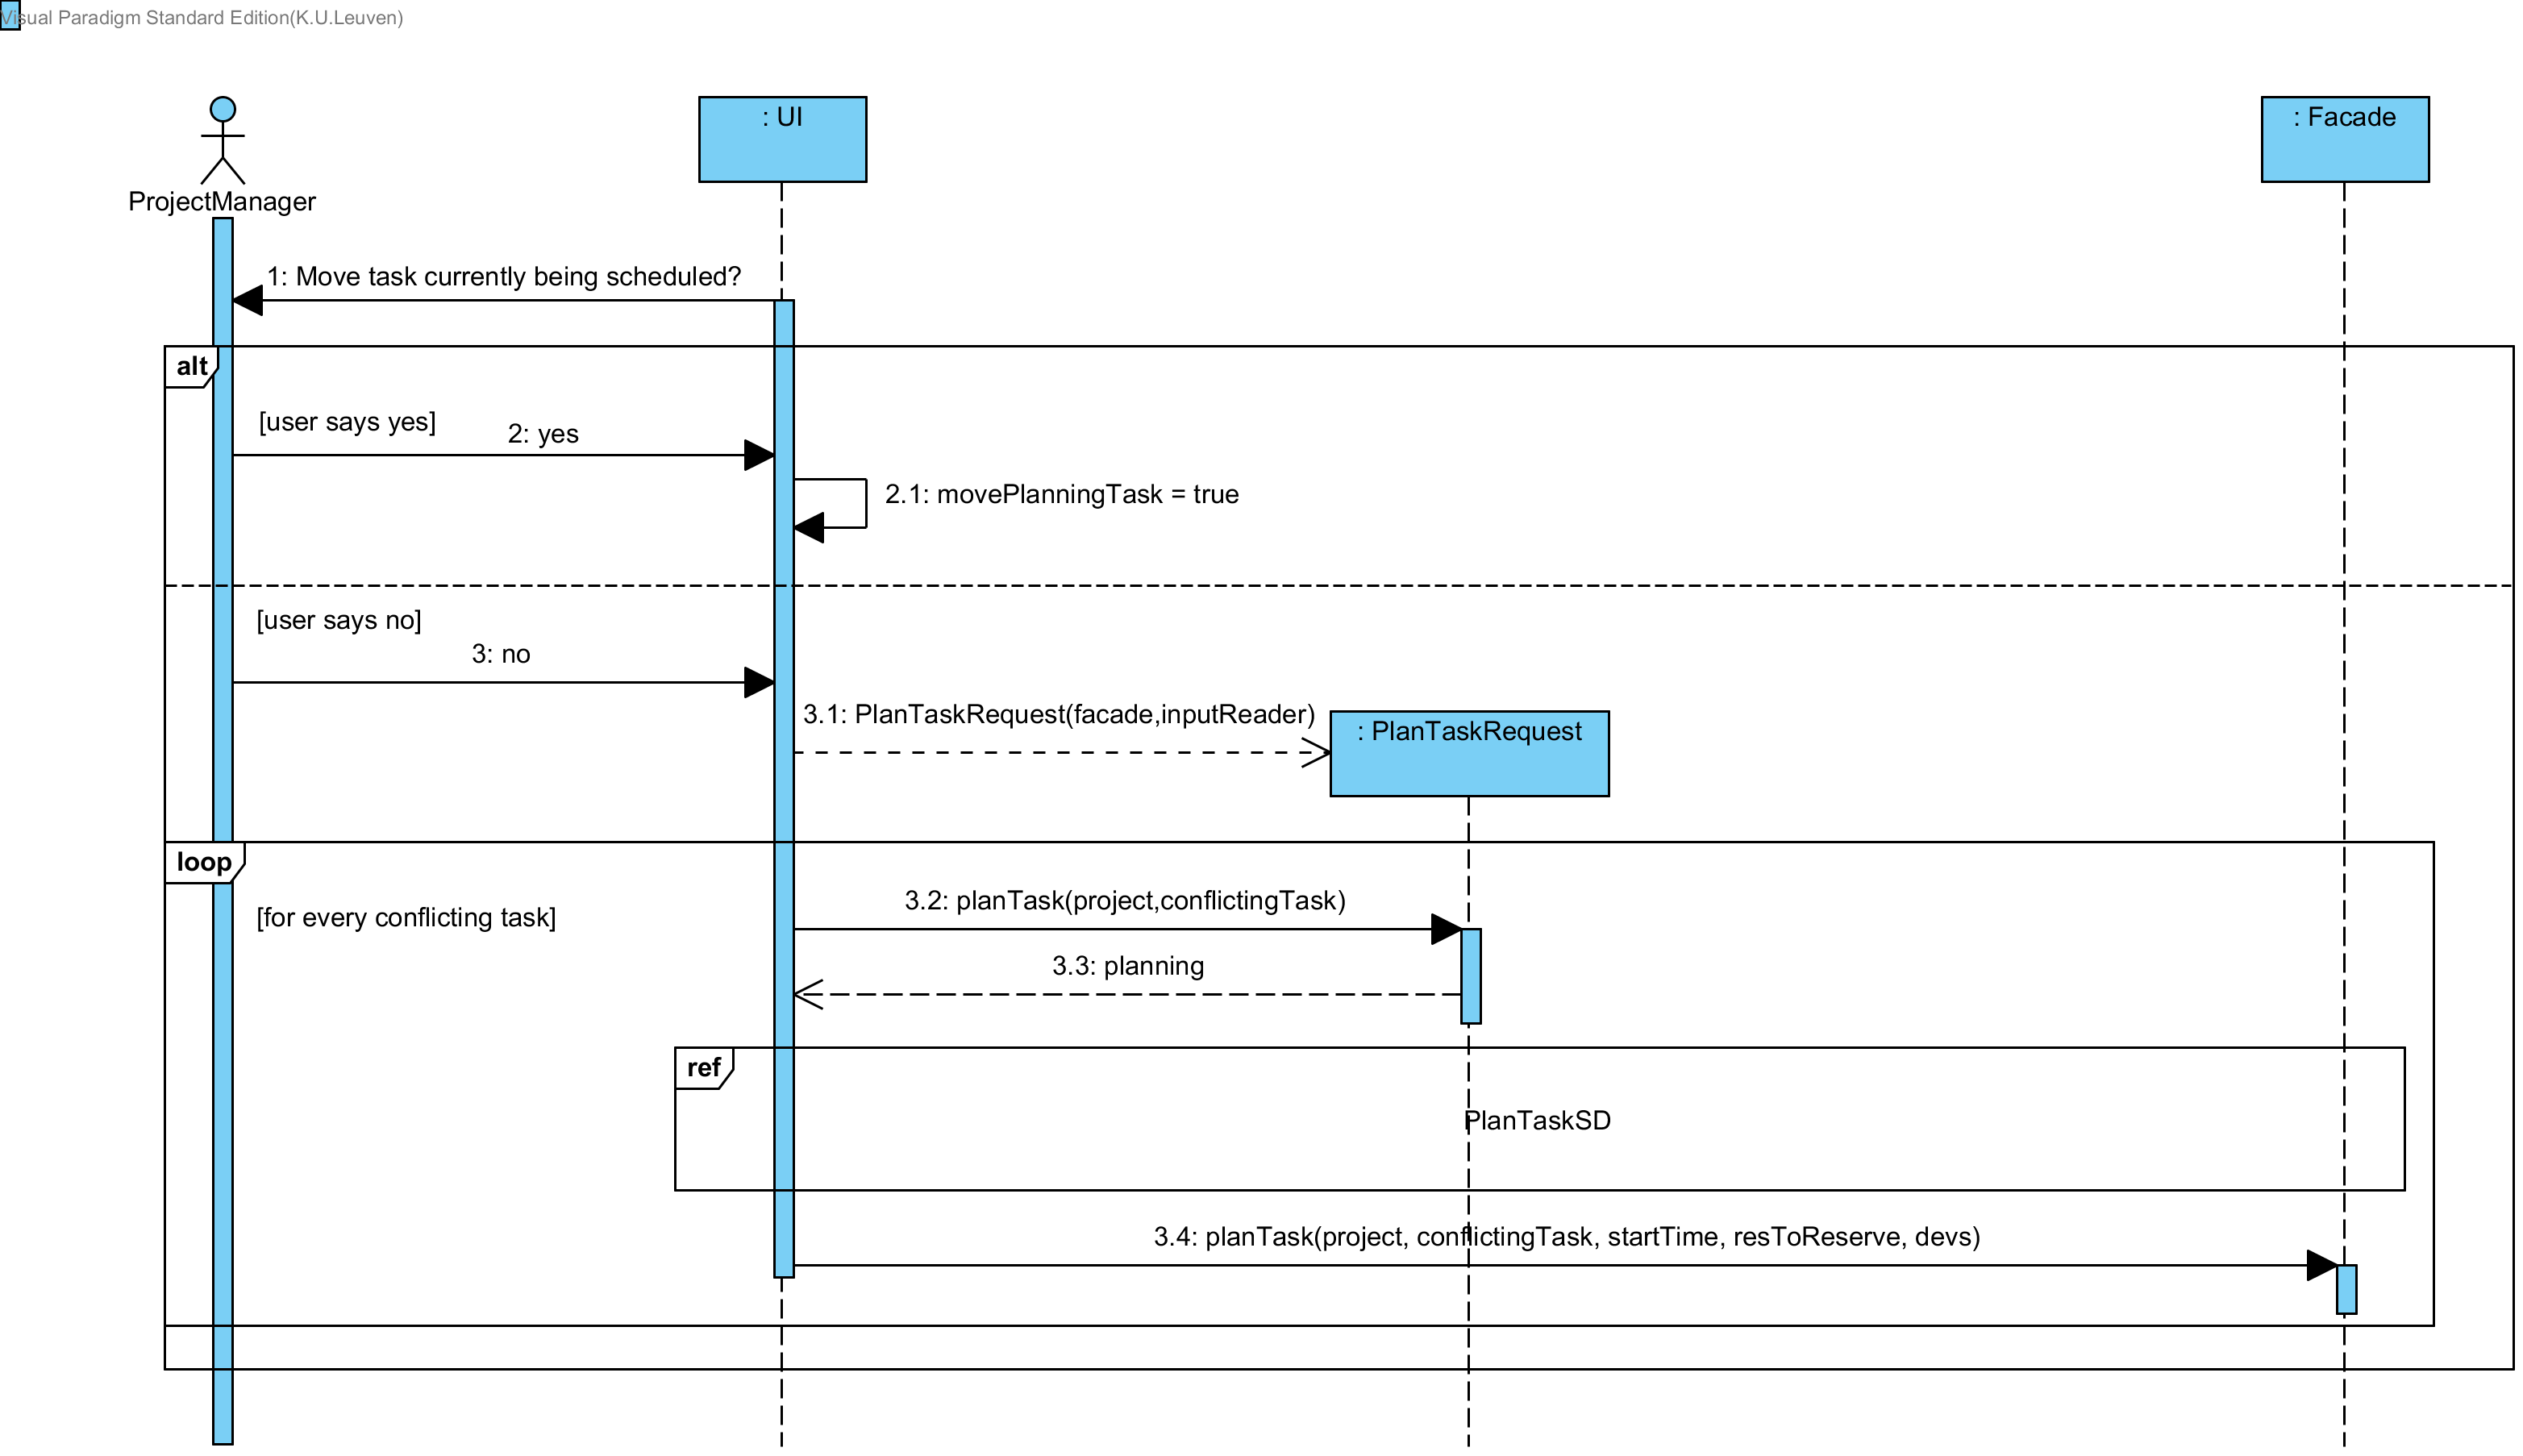 Visual Paradigm Standard Edition(K.U.Leuven)
: UI
: Facade
ProjectManager
1: Move task currently being scheduled?
alt
[user says yes]
2: yes
2.1: movePlanningTask = true
[user says no]
3: no
3.1: PlanTaskRequest(facade,inputReader)
: PlanTaskRequest
loop
[for every conflicting task]
3.2: planTask(project,conflictingTask)
3.3: planning
ref
PlanTaskSD
3.4: planTask(project, conflictingTask, startTime, resToReserve, devs)